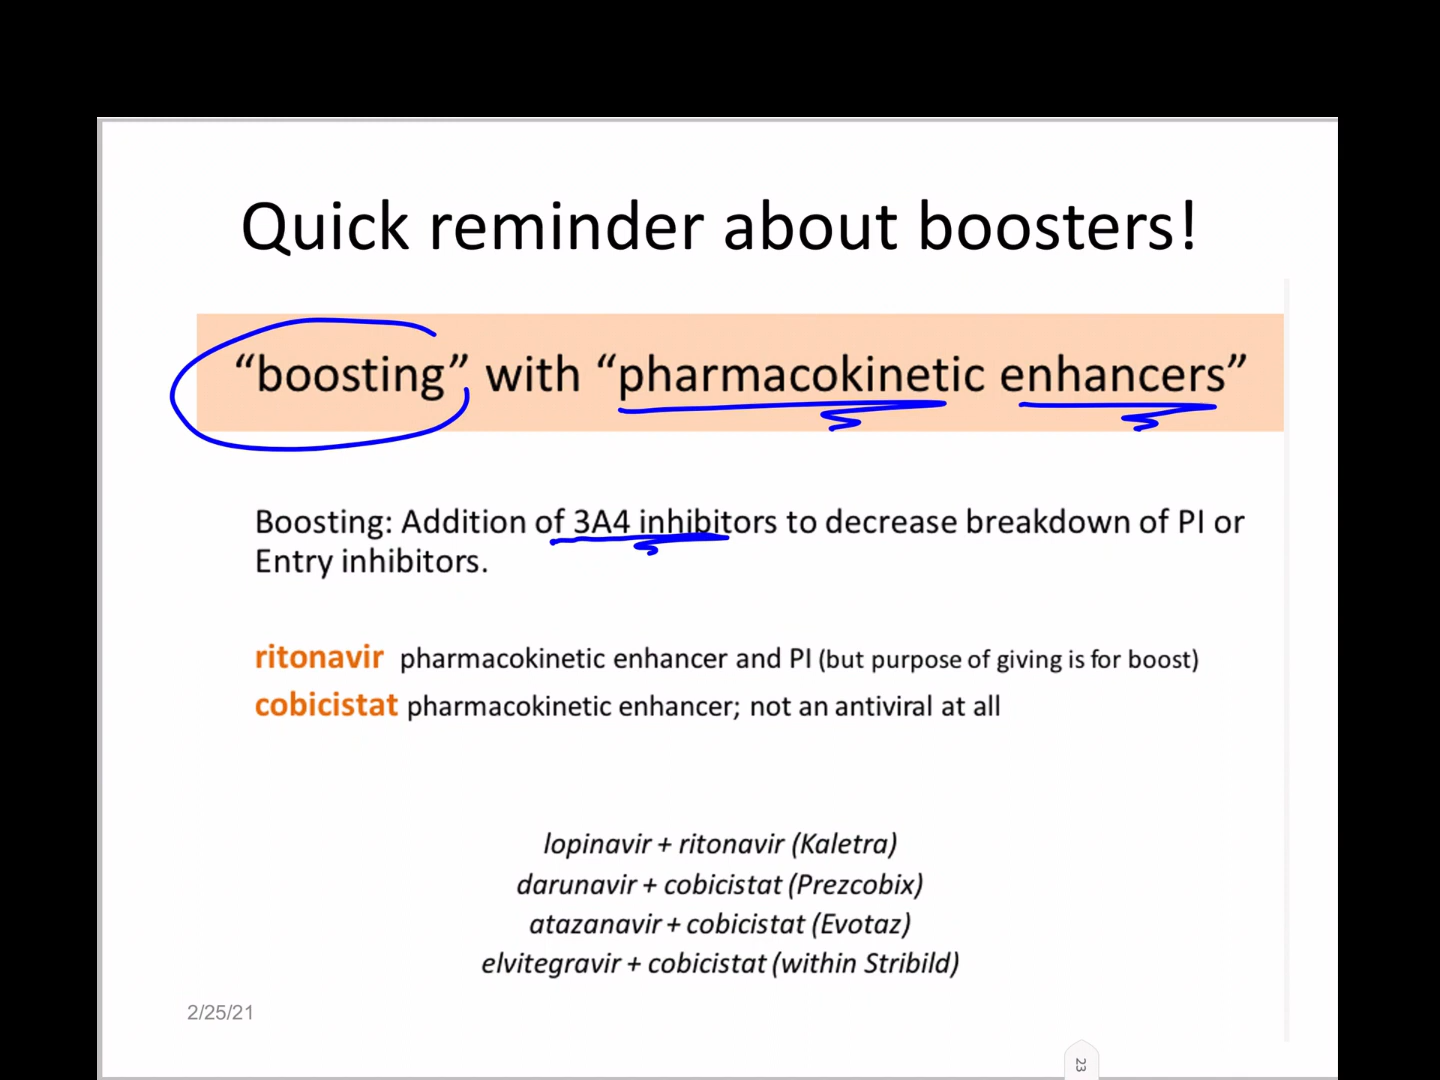 Quick reminder about boosters!
“boosting” with “pharmacokinetic enhancers”
Boosting: Addition of 3A4 inhibitors to decrease breakdown of PI or
Entry inhibitors.
ritonavir pharmacokinetic enhancer and PI (but purpose of giving is for boost)
cobicistat pharmacokinetic enhancer; not an antiviral at all
lopinavir + ritonavir (Kaletra)
darunavir + cobicistat (Prezcobix)
atazanavir + cobicistat (Evotaz)
elvitegravir + cobicistat (within Stribild)
2/25/21
23